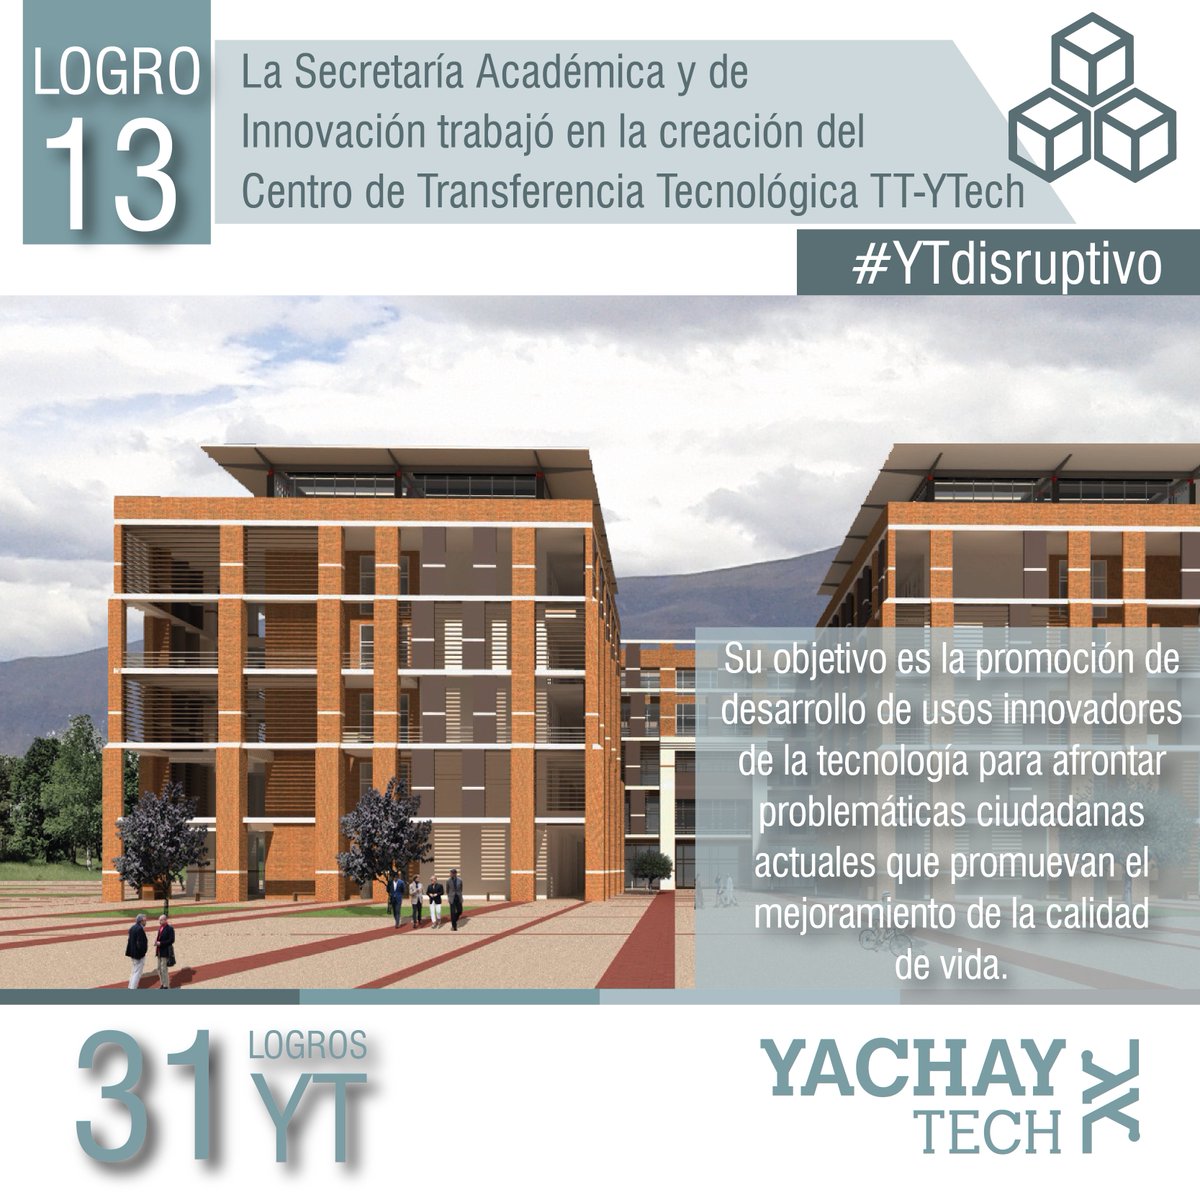 LOGRO
13
La Secretaría Académica y de
Innovación trabajó en la creación del
Centro de Transferencia Tecnológica TT-YTech
#YTdisruptivo
Su objetivo es la promoción de
desarrollo de usos innovadores
de la tecnología para afrontar
problemáticas ciudadanas
actuales que promuevan el
mejoramiento de la calidad
de vida.
31 LOGROS
YT
YACHAY
TECH